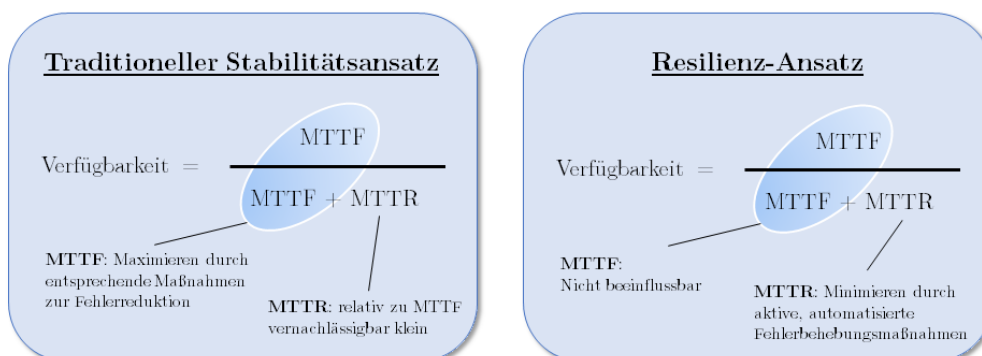 Traditioneller Stabilitätsansatz
MTTF
Verfügbarkeit =
MTTF + MTTR
MTTF: Maximieren durch
entsprechende Maßnahmen
zur Fehlerreduktion
MTTR: relativ zu MTTF
vernachlässigbar klein
Resilienz-Ansatz
MTTF
Verfügbarkeit =
MTTF + MTTR
MTTF:
Nicht beeinflussbar
MTTR: Minimieren durch
aktive, automatisierte
Fehlerbehebungsmaßnahmen